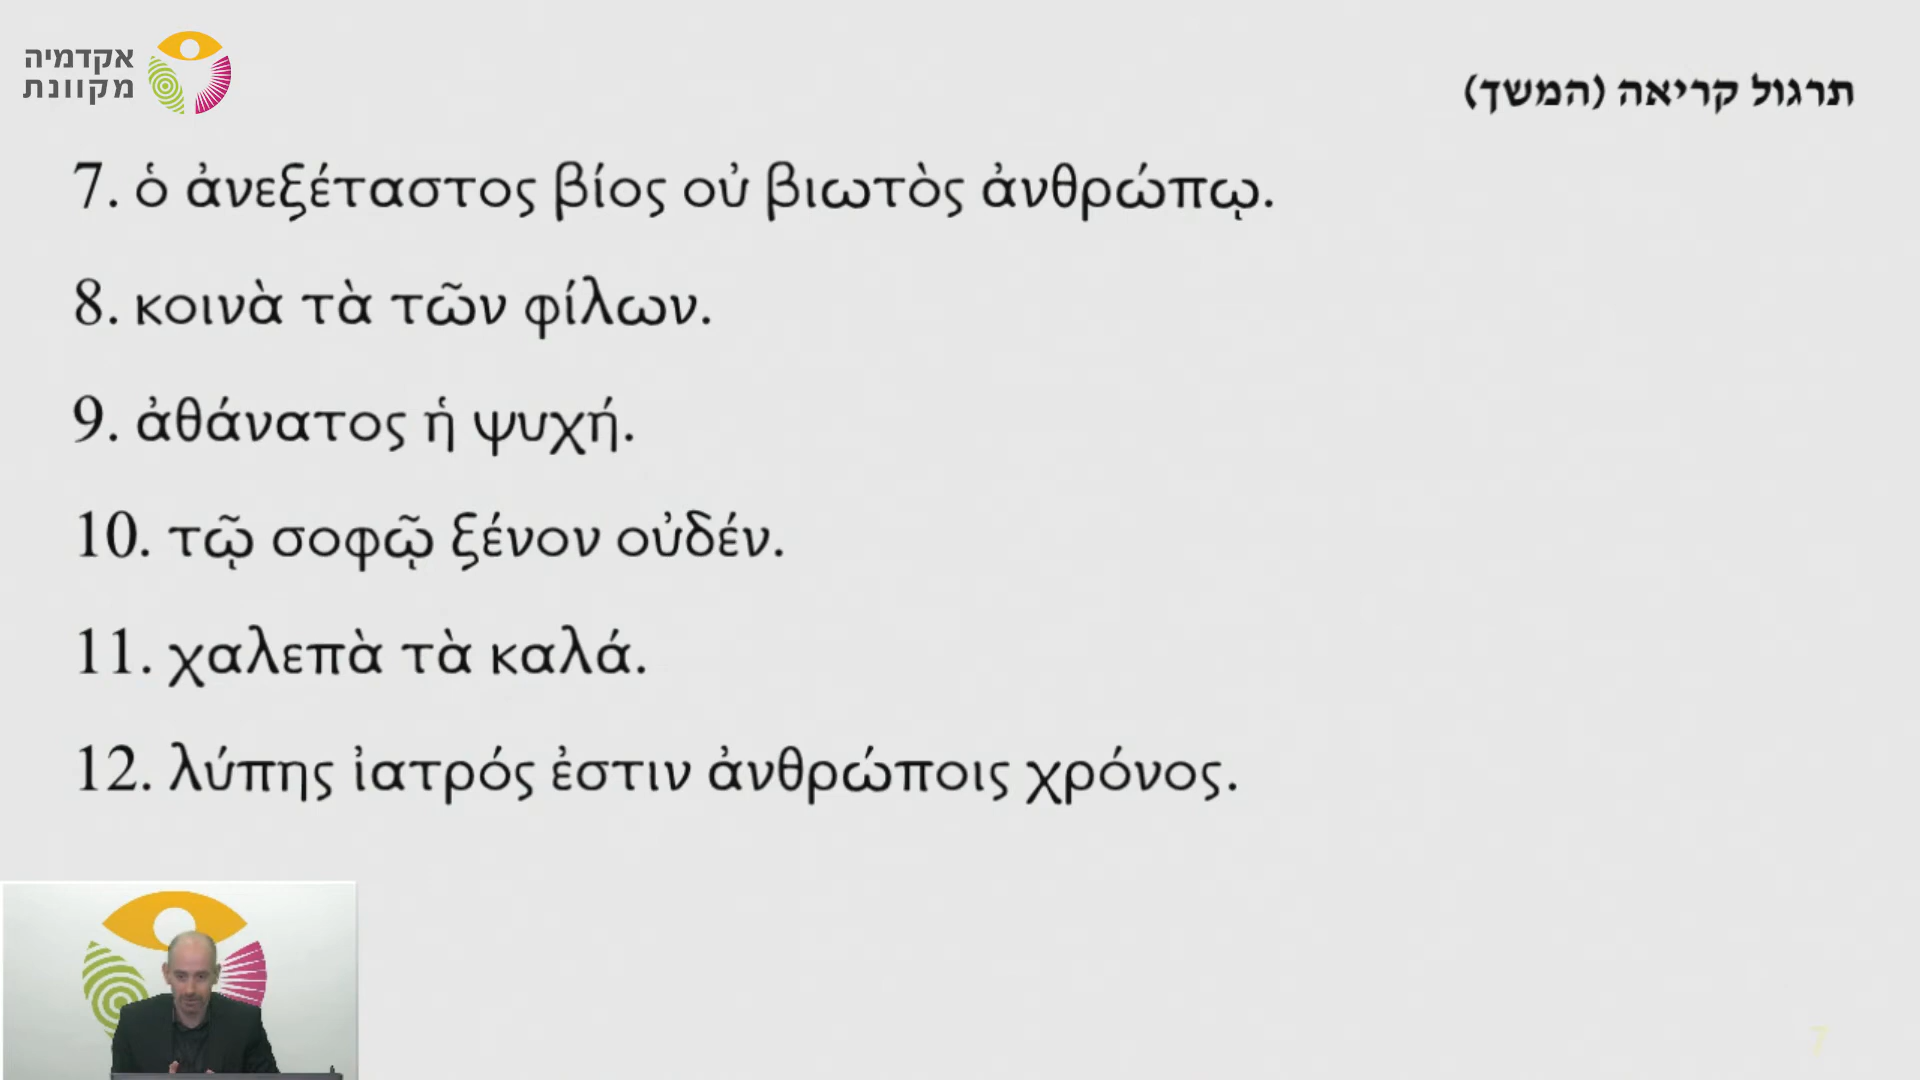 אקדמיה
מקוונת
תרגול קריאה (המשך)
7. ὁ ἀνεξέταστος βίος οὐ βιωτὸς ἀνθρώπῳ.
8. κοινὰ τὰ τῶν φίλων.
9. ἀθάνατος ἡ ψυχή.
10. τῷ σοφῷ ξένον οὐδέν.
11. χαλεπὰ τὰ καλά.
12. λύπης ἰατρός ἐστιν ἀνθρώποις χρόνος.
7